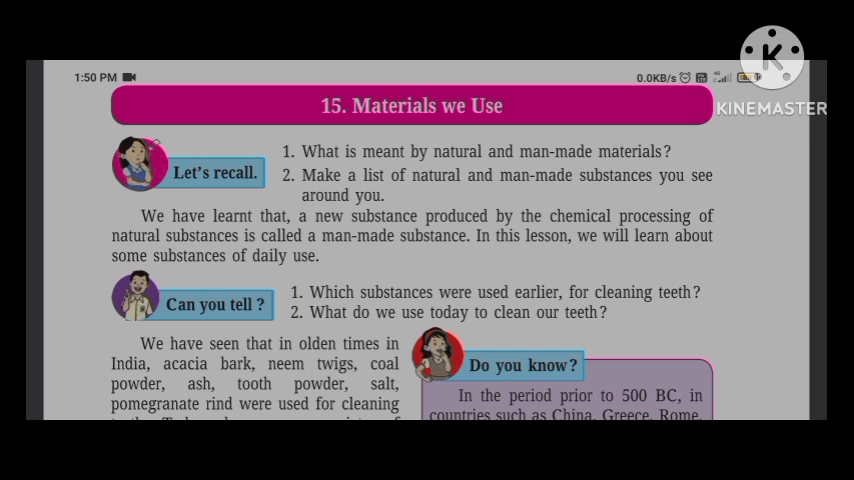 1:50 PM
0.0KB/s
KINEMASTER
15. Materials we Use
Let's recall.
1. What is meant by natural and man-made materials?
2. Make a list of natural and man-made substances you see
around you.
We have learnt that, a new substance produced by the chemical processing of
natural substances is called a man-made substance. In this lesson, we will learn about
some substances of daily use.
Can you tell ?
1. Which substances were used earlier, for cleaning teeth?
2. What do we use today to clean our teeth?
We have seen that in olden times in
India, acacia bark, neem twigs, coal
powder, ash, tooth powder, salt,
pomegranate rind were used for cleaning
Do you know?
In the period prior to 500 BC, in
countries such as China, Greece, Rome,